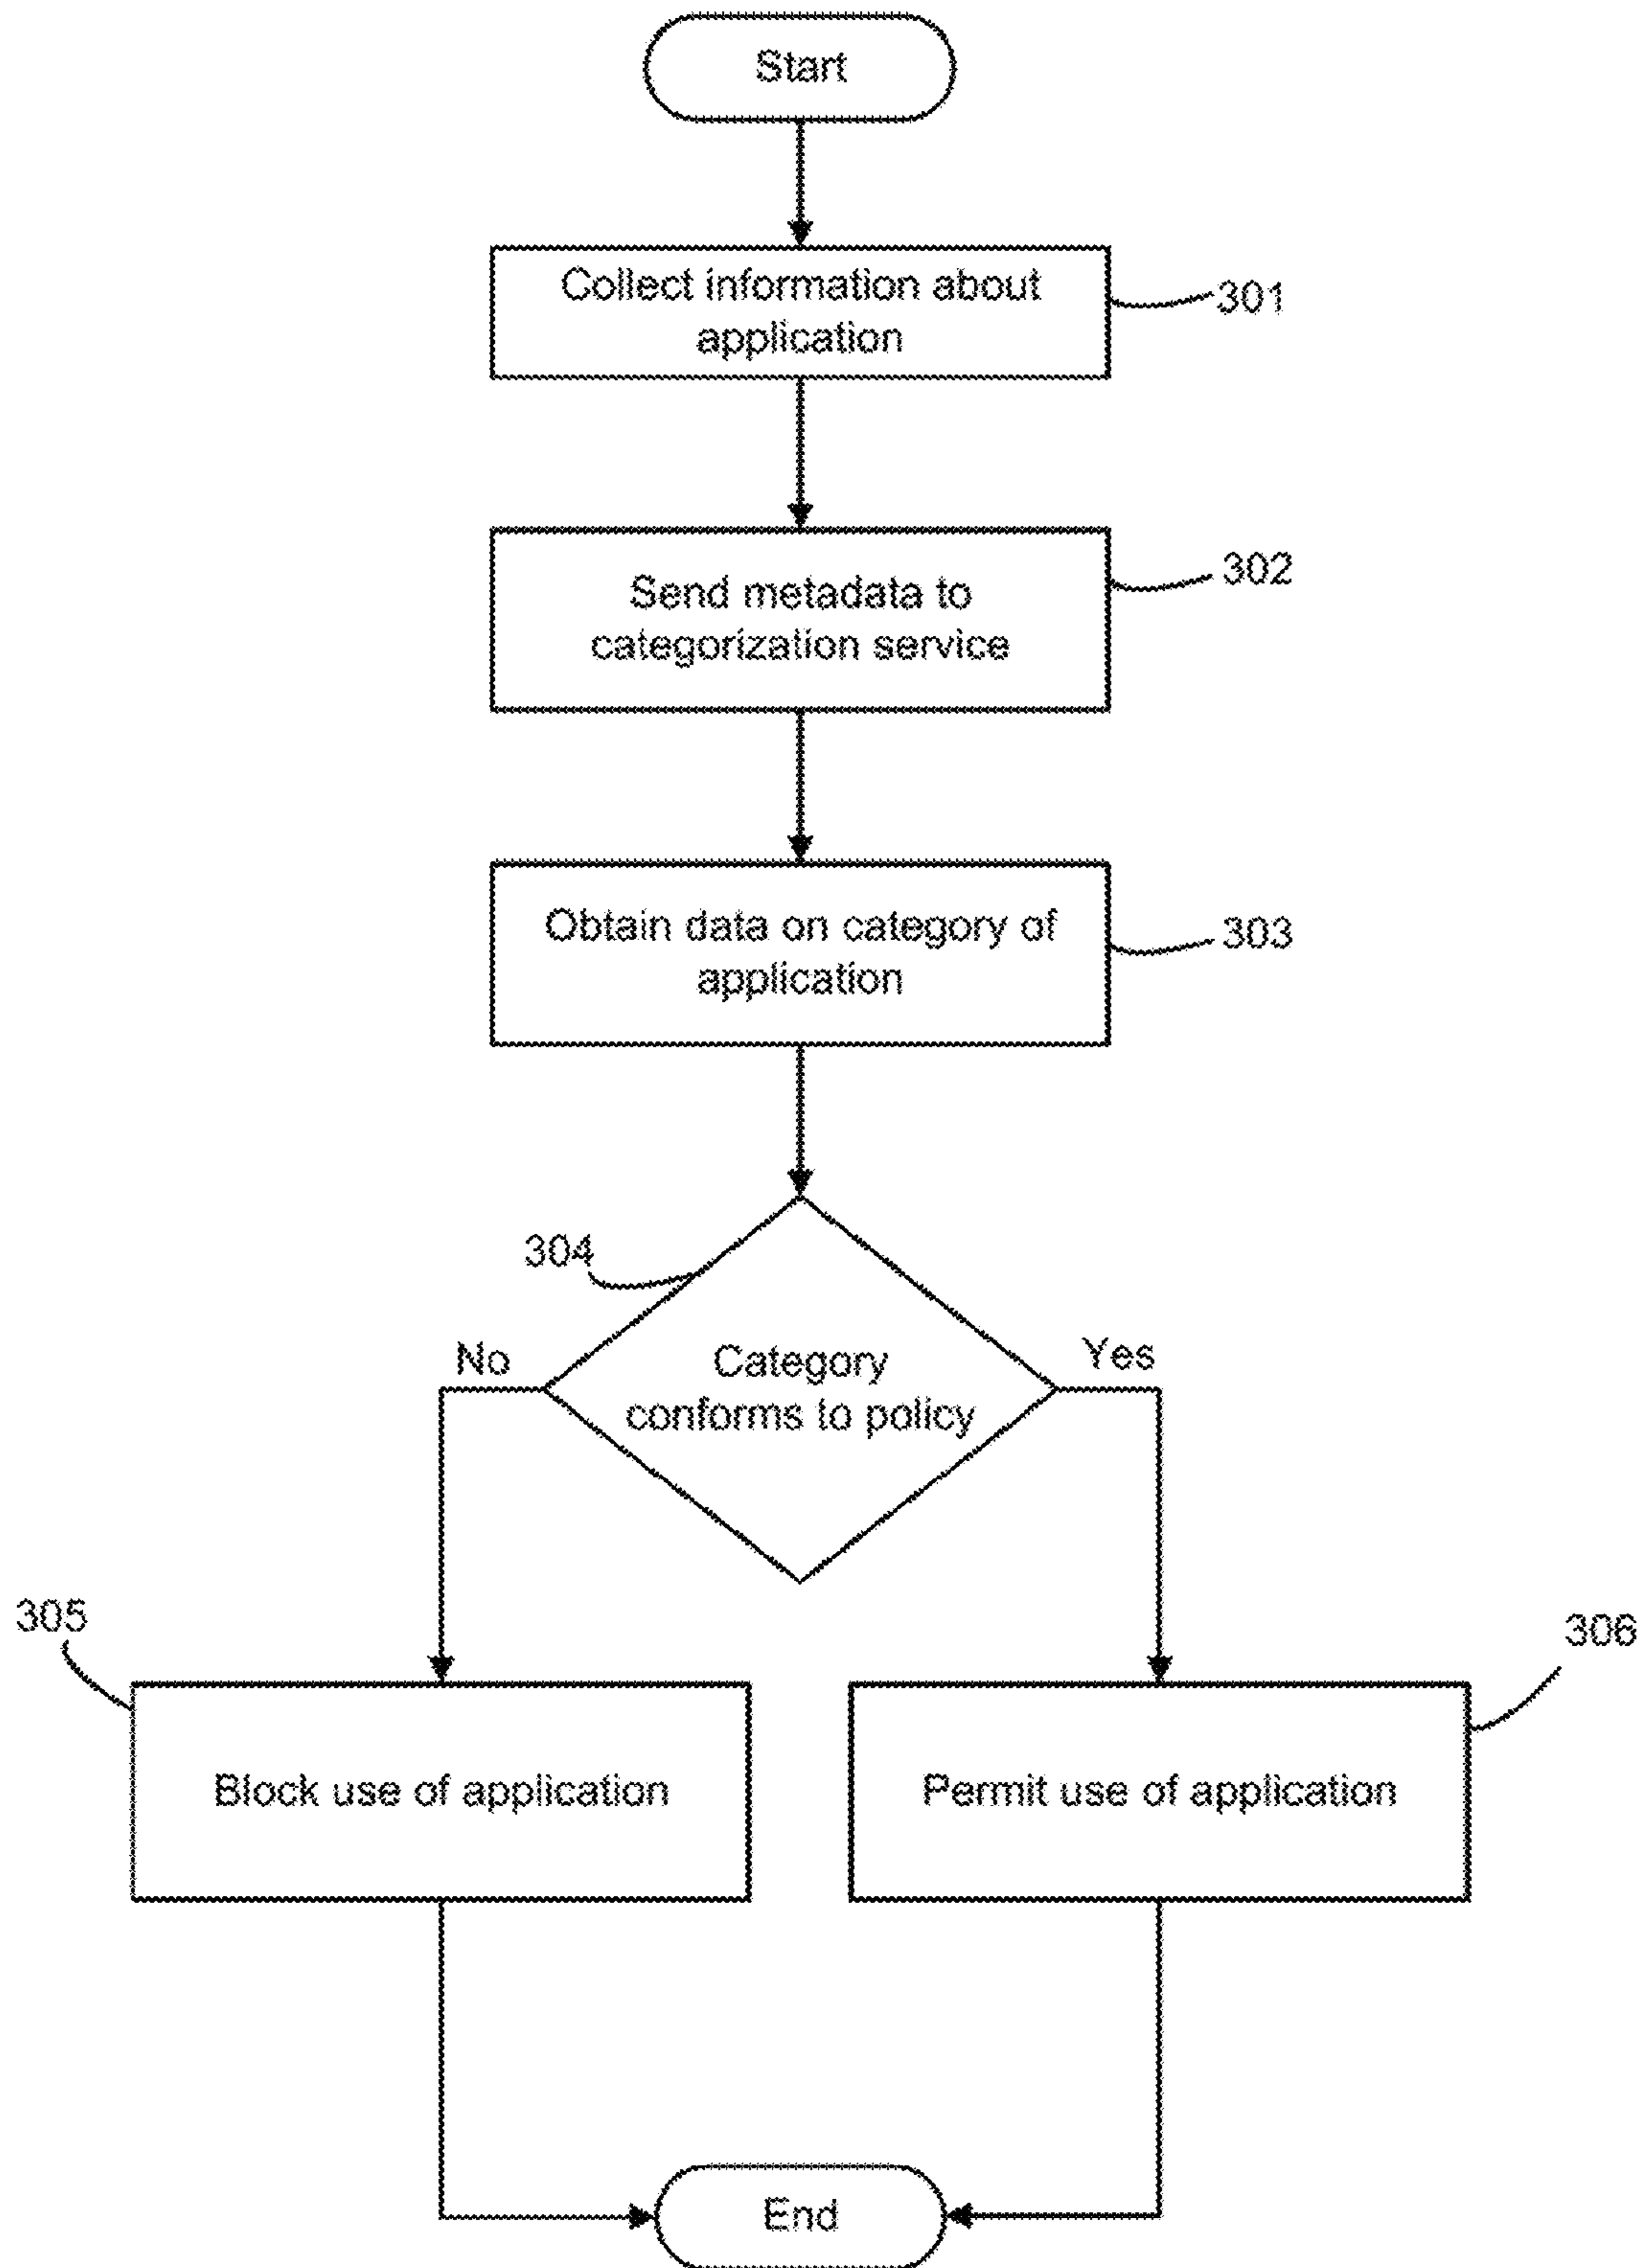 Start
Collect information about
application
301
Send metadata to
categorization service
302
Obtain data on category of
application
303
304
No
Category
conforms to policy
Yes
305
306
Block use of application
Permit use of application
End